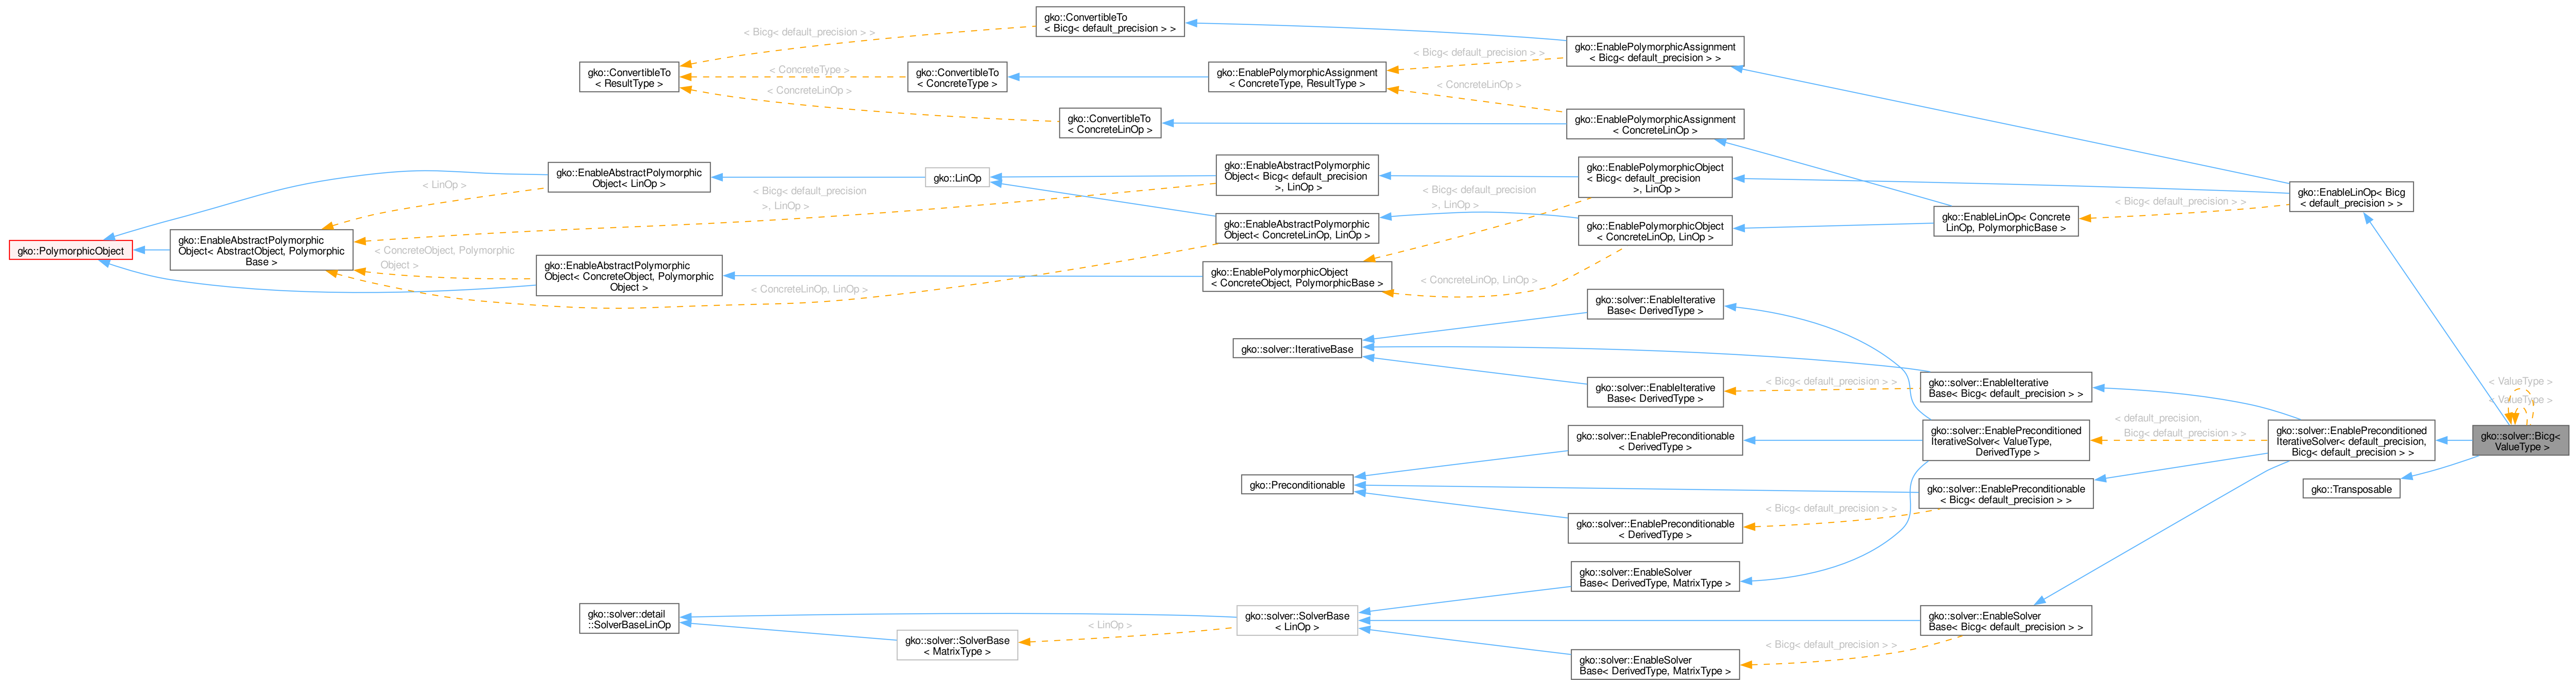 gko::ConvertibleTo
< Bicg< default_precision > >
< Bicg< default_precision > >
gko::EnablePolymorphicAssignment
< Bicg< default_precision > >
< Bicg< default_precision > >
gko::ConvertibleTo
< ResultType >
< ConcreteType >
gko::ConvertibleTo
< ConcreteType >
gko::EnablePolymorphicAssignment
< ConcreteType, ResultType >
< ConcreteLinOp >
< ConcreteLinOp >
gko::ConvertibleTo
< ConcreteLinOp >
gko::EnablePolymorphicAssignment
< ConcreteLinOp >
gko::EnableAbstractPolymorphic
Object< LinOp >
< LinOp >
gko::LinOp
gko::EnableAbstractPolymorphic
Object< Bicg< default_precision
>, LinOp >
gko::EnablePolymorphicObject
< Bicg< default_precision
>, LinOp >
< Bicg< default_precision
>, LinOp >
< Bicg< default_precision
>, LinOp >
gko::EnableLinOp< Bicg
< default_precision > >
< Bicg< default_precision > >
gko::EnableLinOp< Concrete
LinOp, PolymorphicBase >
gko::EnableAbstractPolymorphic
Object< ConcreteLinOp, LinOp >
gko::EnablePolymorphicObject
< ConcreteLinOp, LinOp >
gko::PolymorphicObject
gko::EnableAbstractPolymorphic
Object< AbstractObject, Polymorphic
Base >
< ConcreteObject, Polymorphic
Object >
gko::EnableAbstractPolymorphic
Object< ConcreteObject, Polymorphic
Object >
< ConcreteLinOp, LinOp >
gko::EnablePolymorphicObject
< ConcreteObject, PolymorphicBase >
< ConcreteLinOp, LinOp >
gko::solver::EnableIterative
Base< DerivedType >
gko::solver::IterativeBase
gko::solver::EnableIterative
Base< DerivedType >
< Bicg< default_precision > >
gko::solver::EnableIterative
Base< Bicg< default_precision > >
< ValueType >
< ValueType >
gko::solver::EnablePreconditionable
< DerivedType >
gko::solver::EnablePreconditioned
IterativeSolver< ValueType,
DerivedType >
< default_precision,
Bicg< default_precision > >
gko::solver::EnablePreconditioned
IterativeSolver< default_precision,
Bicg< default_precision > >
gko::solver::Bicg<
ValueType >
gko::Preconditionable
gko::solver::EnablePreconditionable
< Bicg< default_precision > >
gko::Transposable
gko::solver::EnablePreconditionable
< DerivedType >
< Bicg< default_precision > >
gko::solver::EnableSolver
Base< DerivedType, MatrixType >
gko::solver::detail
::SolverBaseLinOp
gko::solver::SolverBase
< MatrixType >
< LinOp >
gko::solver::SolverBase
< LinOp >
gko::solver::EnableSolver
Base< Bicg< default_precision > >
gko::solver::EnableSolver
Base< DerivedType, MatrixType >
< Bicg< default_precision > >